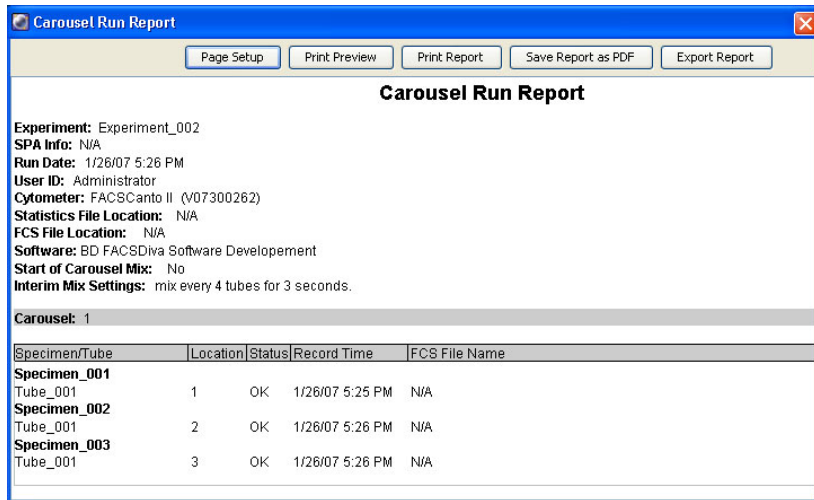 Carousel Run Report
Page Setup Print Preview Print Report Save Report as PDF Export Report
Carousel Run Report
Experiment: Experiment_002
SPA Info: N/A
Run Date: 1/26/07 5:26 PM
User ID: Administrator
Cytometer: FACSCanto II (V07300262)
Statistics File Location: N/A
FCS File Location: N/A
Software: BD FACSDiva Software Developement
Start of Carousel Mix: No
Interim Mix Settings: mix every 4 tubes for 3 seconds.
Carousel: 1
Specimen/Tube Location Status Record Time FCS File Name
Specimen_001
Tube_001 1 OK 1/26/07 5:25 PM N/A
Specimen_002
Tube_001 2 OK 1/26/07 5:26 PM N/A
Specimen_003
Tube_001 3 OK 1/26/07 5:26 PM N/A